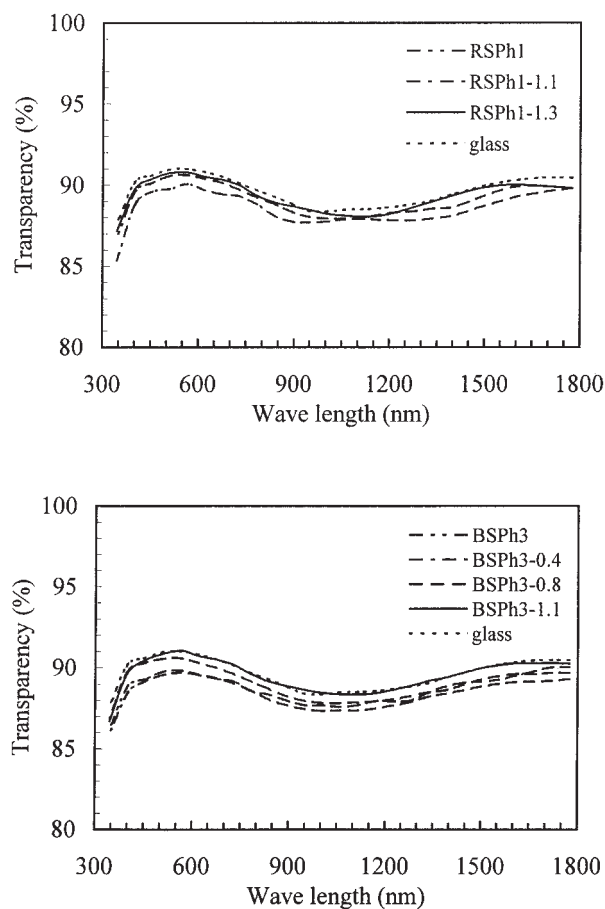 100
95
90
85
80
Transparency (%)
RSPh1
RSPh1-1.1
RSPh1-1.3
glass
300 600 900 1200 1500 1800
Wave length (nm)
100
95
90
85
80
Transparency (%)
BSPh3
BSPh3-0.4
BSPh3-0.8
BSPh3-1.1
glass
300 600 900 1200 1500 1800
Wave length (nm)